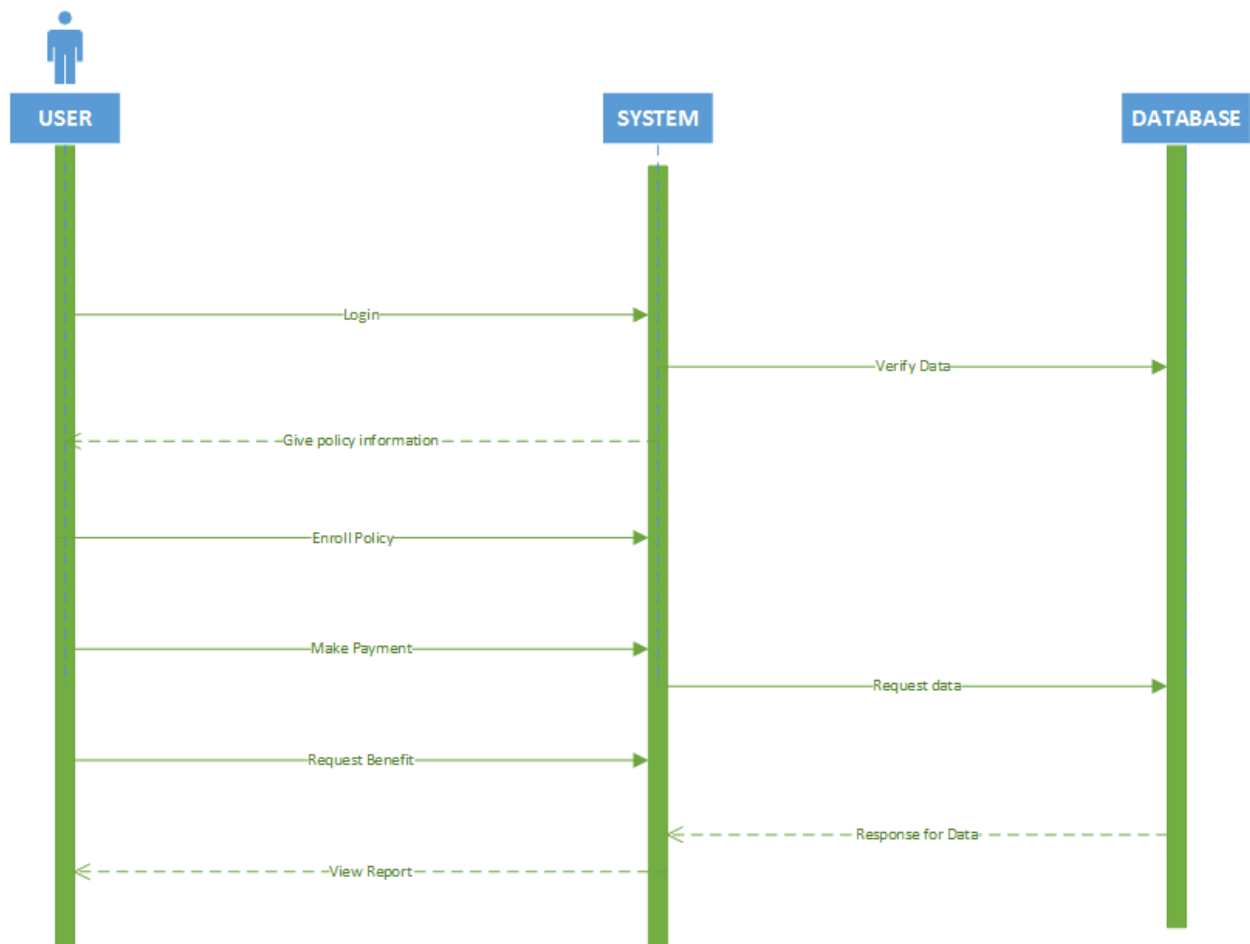 USER
SYSTEM
DATABASE
Login
Verify Data
Give policy information
Enroll Policy
Make Payment
Request data
Request Benefit
Response for Data
View Report